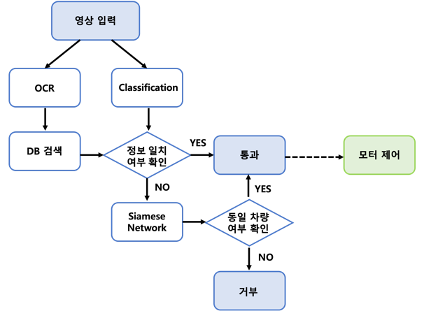 영상 입력
OCR
Classification
DB 검색
정보 일치
여부 확인
YES
통과
모터 제어
NO
YES
Siamese
Network
동일 차량
여부 확인
NO
거부